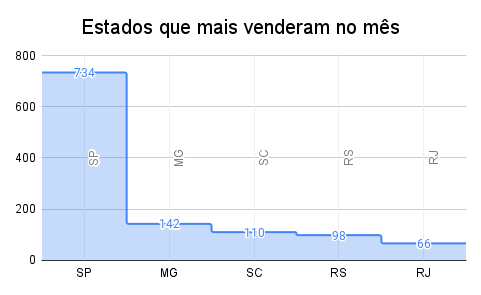 Estados que mais venderam no mês
800
600
400
200
0
734
142
110
98
66
SP
MG
SC
RS
RJ
SP
MG
SC
RS
RJ